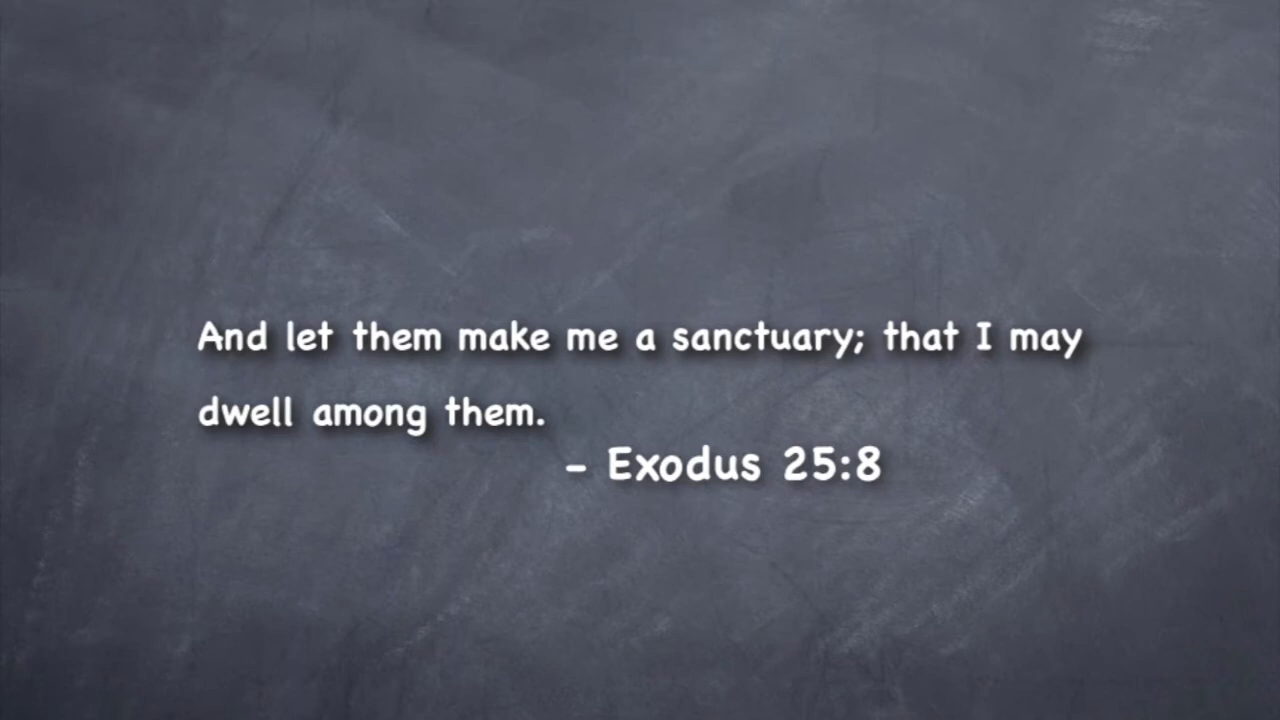 And let them make me a sanctuary; that I may
dwell among them.
- Exodus 25:8